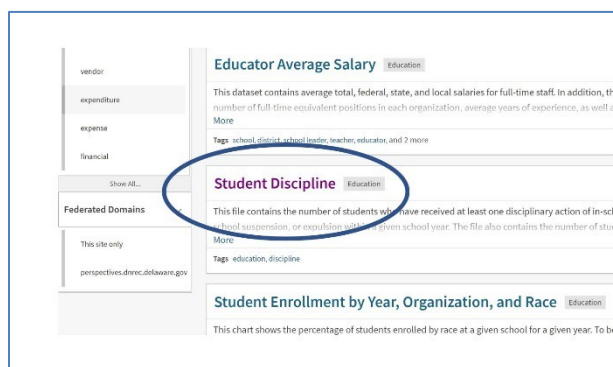 vendor
expenditure
expense
financial
Show All...
Federated Domains
This site only
perspectives.dnrec.delaware.gov
Educator Average Salary Education
This dataset contains average total, federal, state, and local salaries for full-time staff. In addition, th
number of full-time equivalent positions in each organization, average years of experience, as well a
More
Tags school, district, school leader, teacher, educator, and 2 more
Student Discipline Education
This file contains the number of students who have received at least one disciplinary action of in-sch
school suspension, or expulsion within a given school year. The file also contains the number of stud
More
Tags education, discipline
Student Enrollment by Year, Organization, and Race Education
This chart shows the percentage of students enrolled by race at a given school for a given year. To be